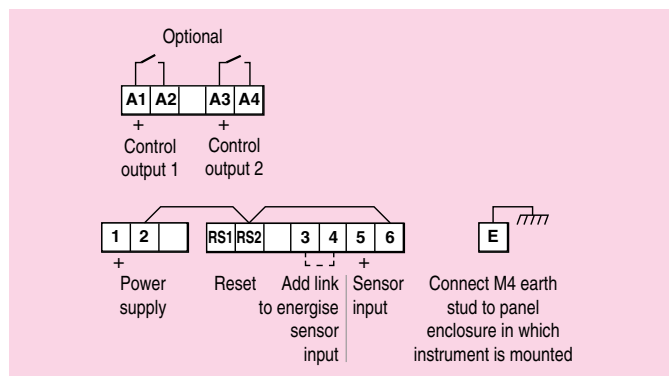 Optional
A1 A2 A3 A4
+ +
Control Control
output 1 output 2
1 2 RS1 RS2 3 4 5 6 E
+ +
Power Reset Add link Sensor Connect M4 earth
supply to energise input stud to panel
sensor enclosure in which
input instrument is mounted